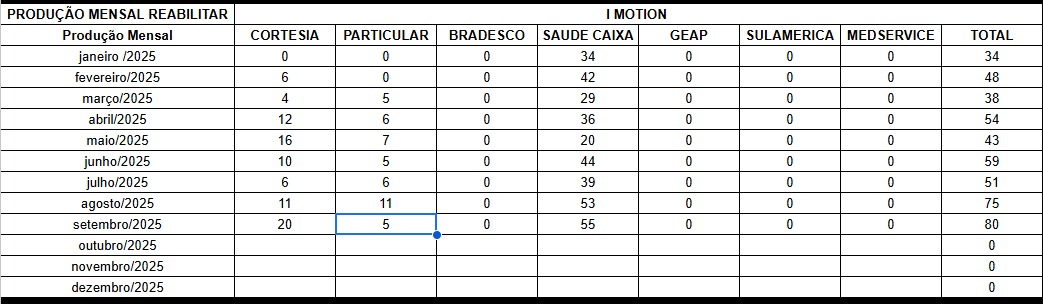 PRODUÇÃO MENSAL REABILITAR I MOTION
Produção Mensal CORTESIA PARTICULAR BRADESCO SAUDE CAIXA GEAP SULAMERICA MEDSERVICE TOTAL
janeiro /2025 0 0 0 34 0 0 0 34
fevereiro/2025 6 0 0 42 0 0 0 48
março/2025 4 5 0 29 0 0 0 38
abril/2025 12 6 0 36 0 0 0 54
maio/2025 16 7 0 20 0 0 0 43
junho/2025 10 5 0 44 0 0 0 59
julho/2025 6 6 0 39 0 0 0 51
agosto/2025 11 11 0 53 0 0 0 75
setembro/2025 20 5 0 55 0 0 0 80
outubro/2025 0
novembro/2025 0
dezembro/2025 0